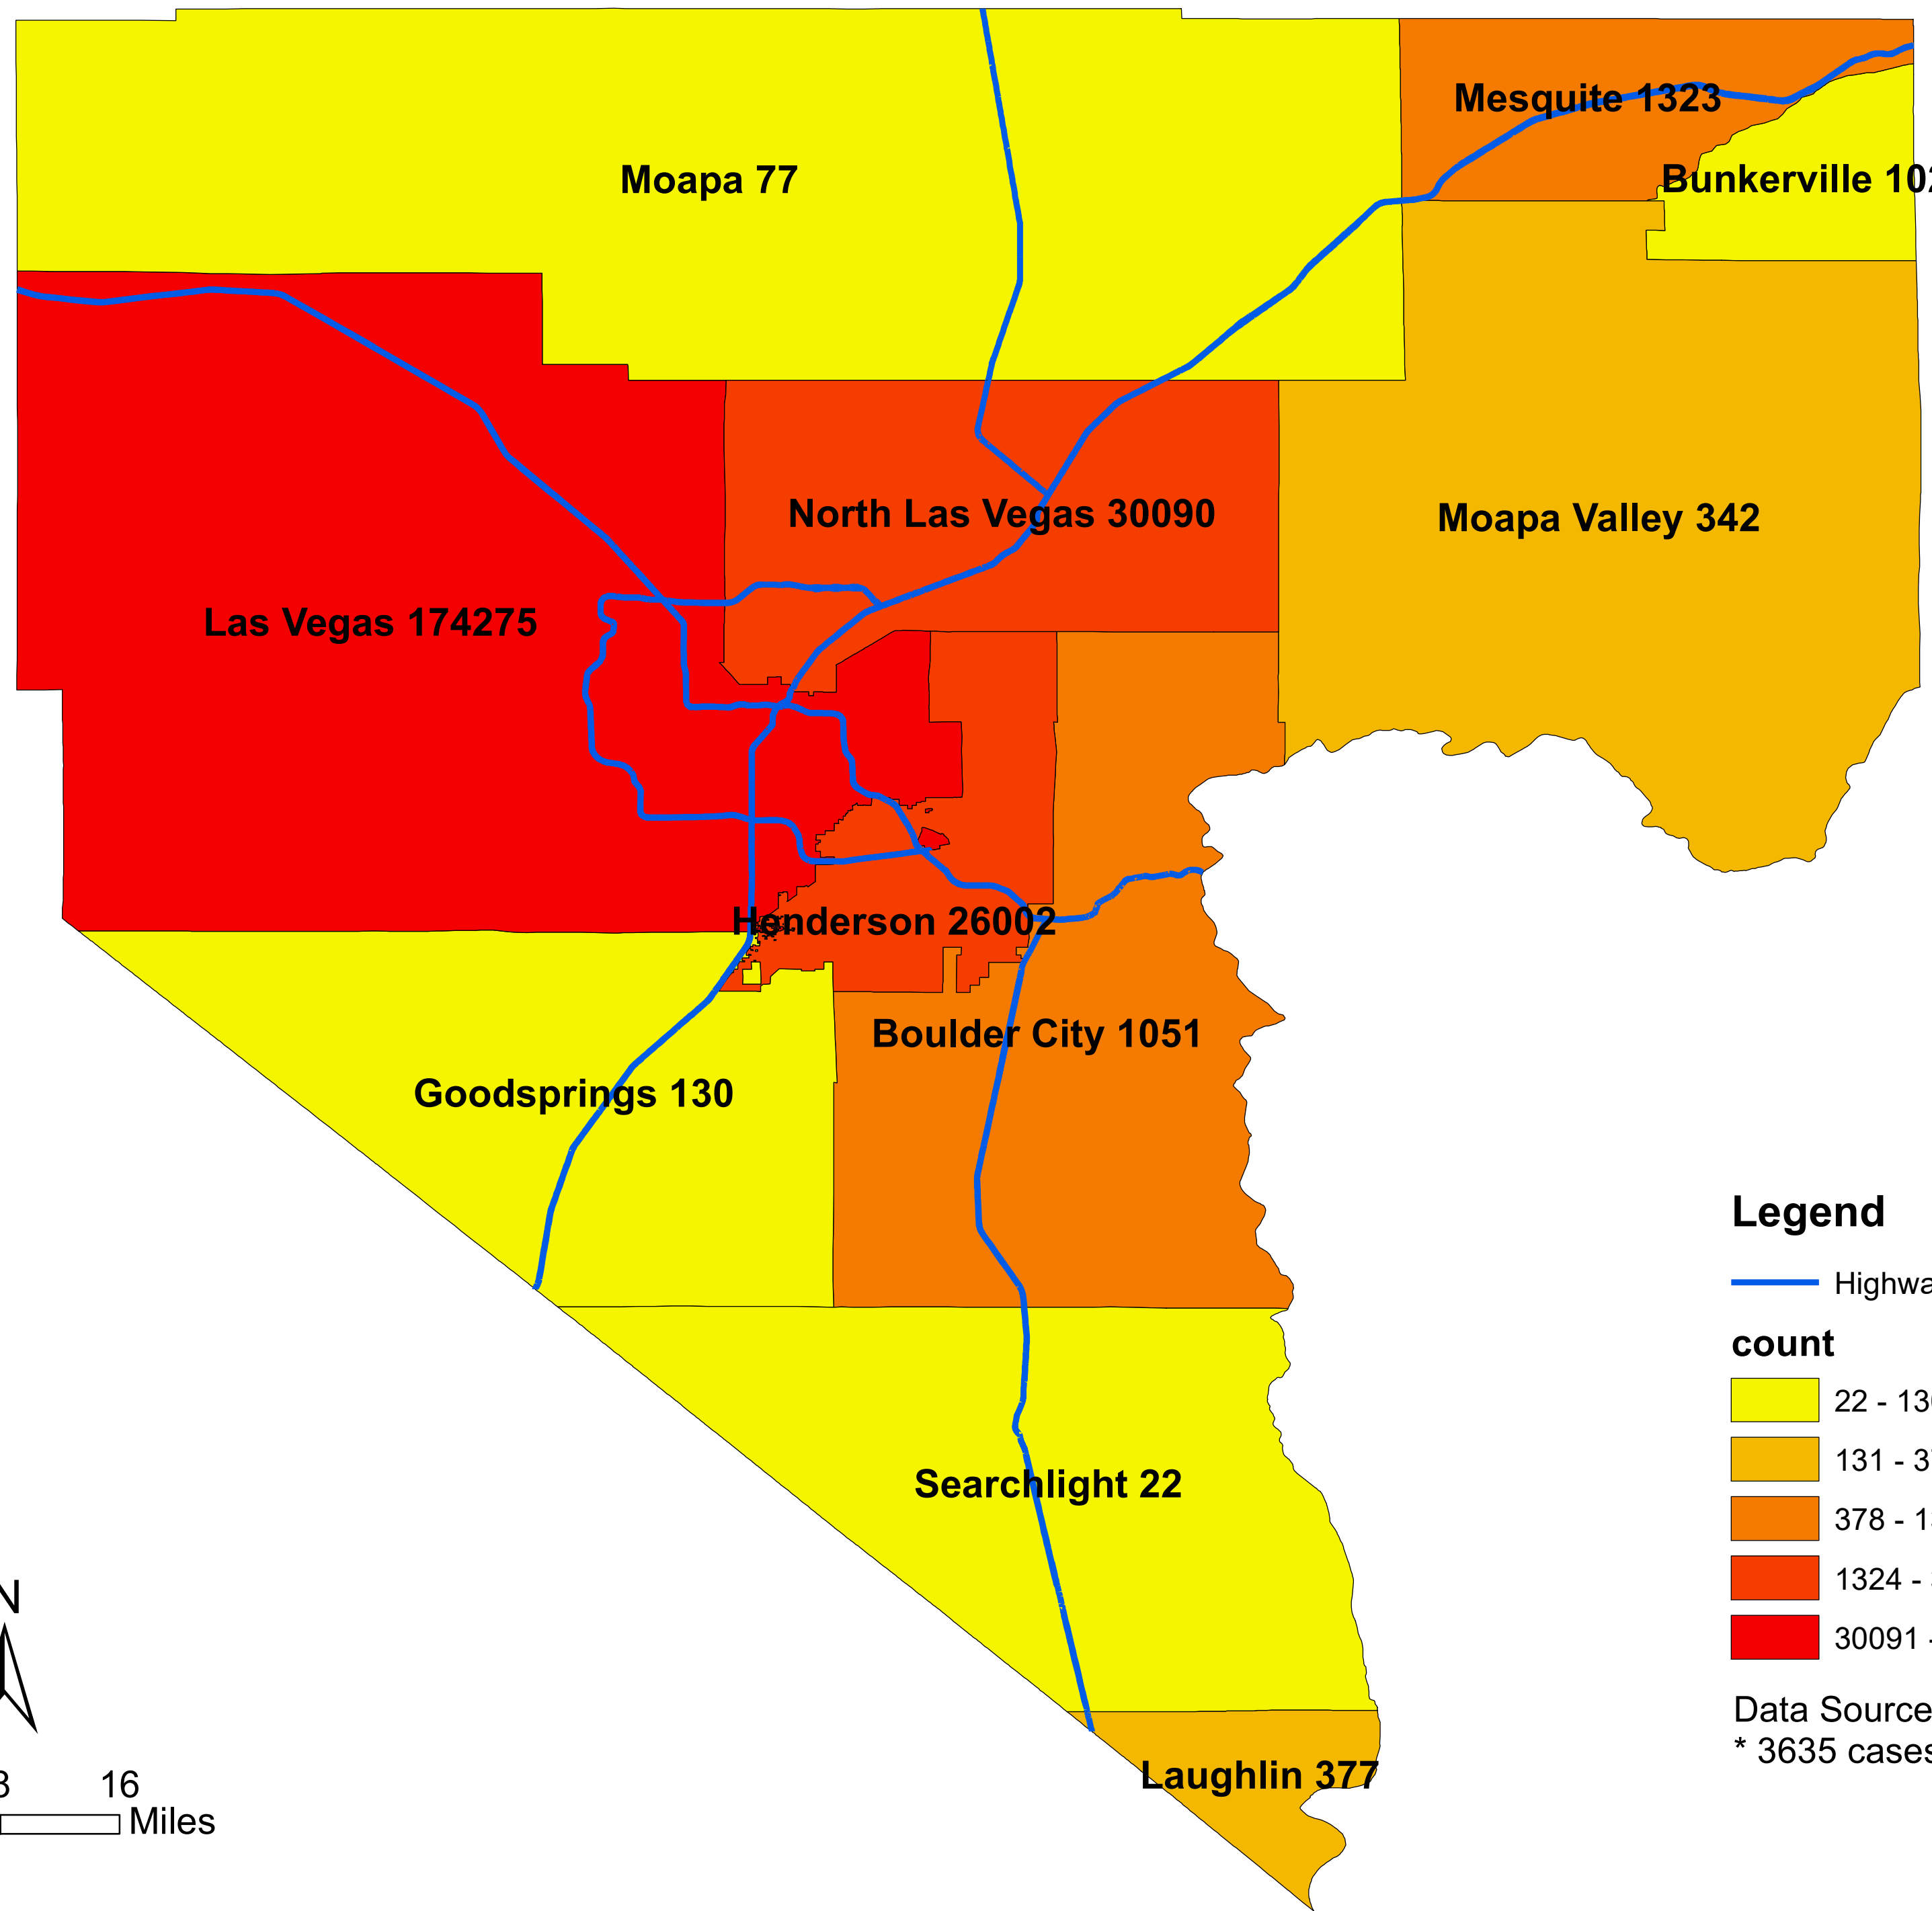 Mesquite 1323
Moapa 77
Bunkerville
North Las Vegas 30090
Moapa Valley 342
Las Vegas 174275
Henderson 26002
Boulder City 1051
Goodsprings 130
Legend
count
22 -
131 -
Searchlight 22
378 -
1324 -
N
30091 -
Data Source
* 3635 cases
Laughlin 377
16
Miles